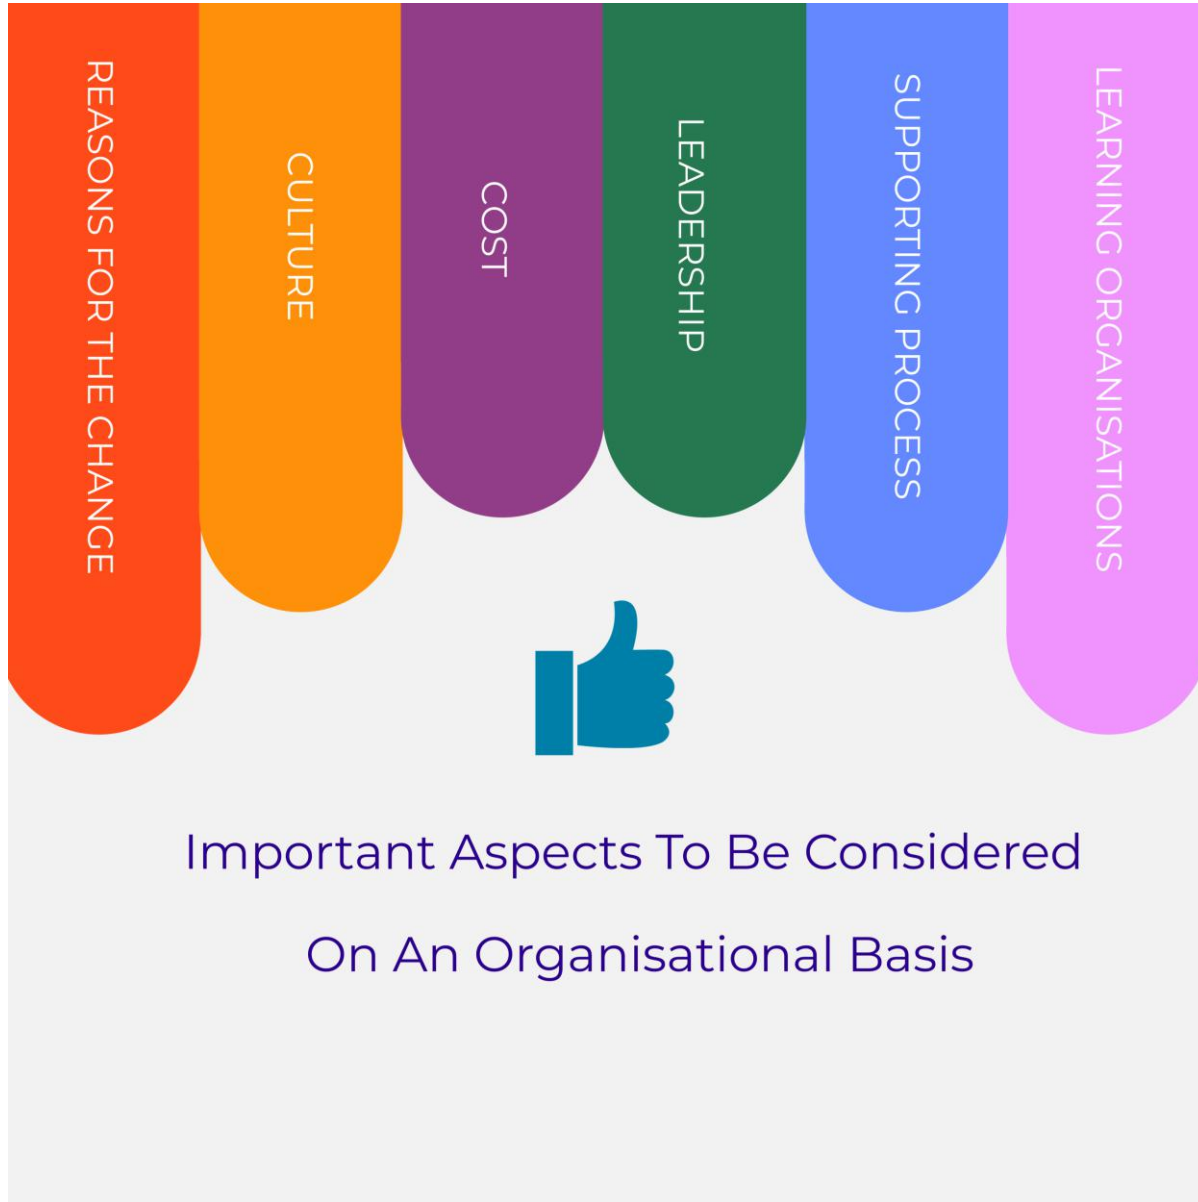 REASONS FOR THE CHANGE
CULTURE
COST
LEADERSHIP
SUPPORTING PROCESS
LEARNING ORGANISATIONS
Important Aspects To Be Considered
On An Organisational Basis